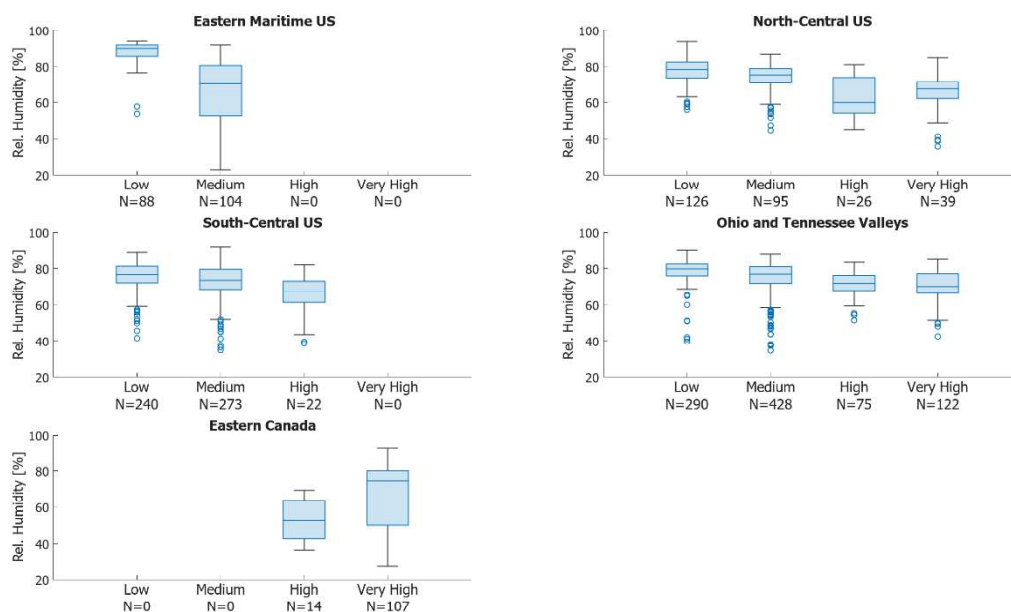 Eastern Maritime US
100
80
60
40
20
Rel. Humidity [%]
Low Medium High Very High
N=88 N=104 N=0 N=0
North-Central US
100
80
60
40
20
Rel. Humidity [%]
Low Medium High Very High
N=126 N=95 N=26 N=39
South-Central US
100
80
60
40
20
Rel. Humidity [%]
Low Medium High Very High
N=240 N=273 N=22 N=0
Ohio and Tennessee Valleys
100
80
60
40
20
Rel. Humidity [%]
Low Medium High Very High
N=290 N=428 N=75 N=122
Eastern Canada
100
80
60
40
20
Rel. Humidity [%]
Low Medium High Very High
N=0 N=0 N=14 N=107